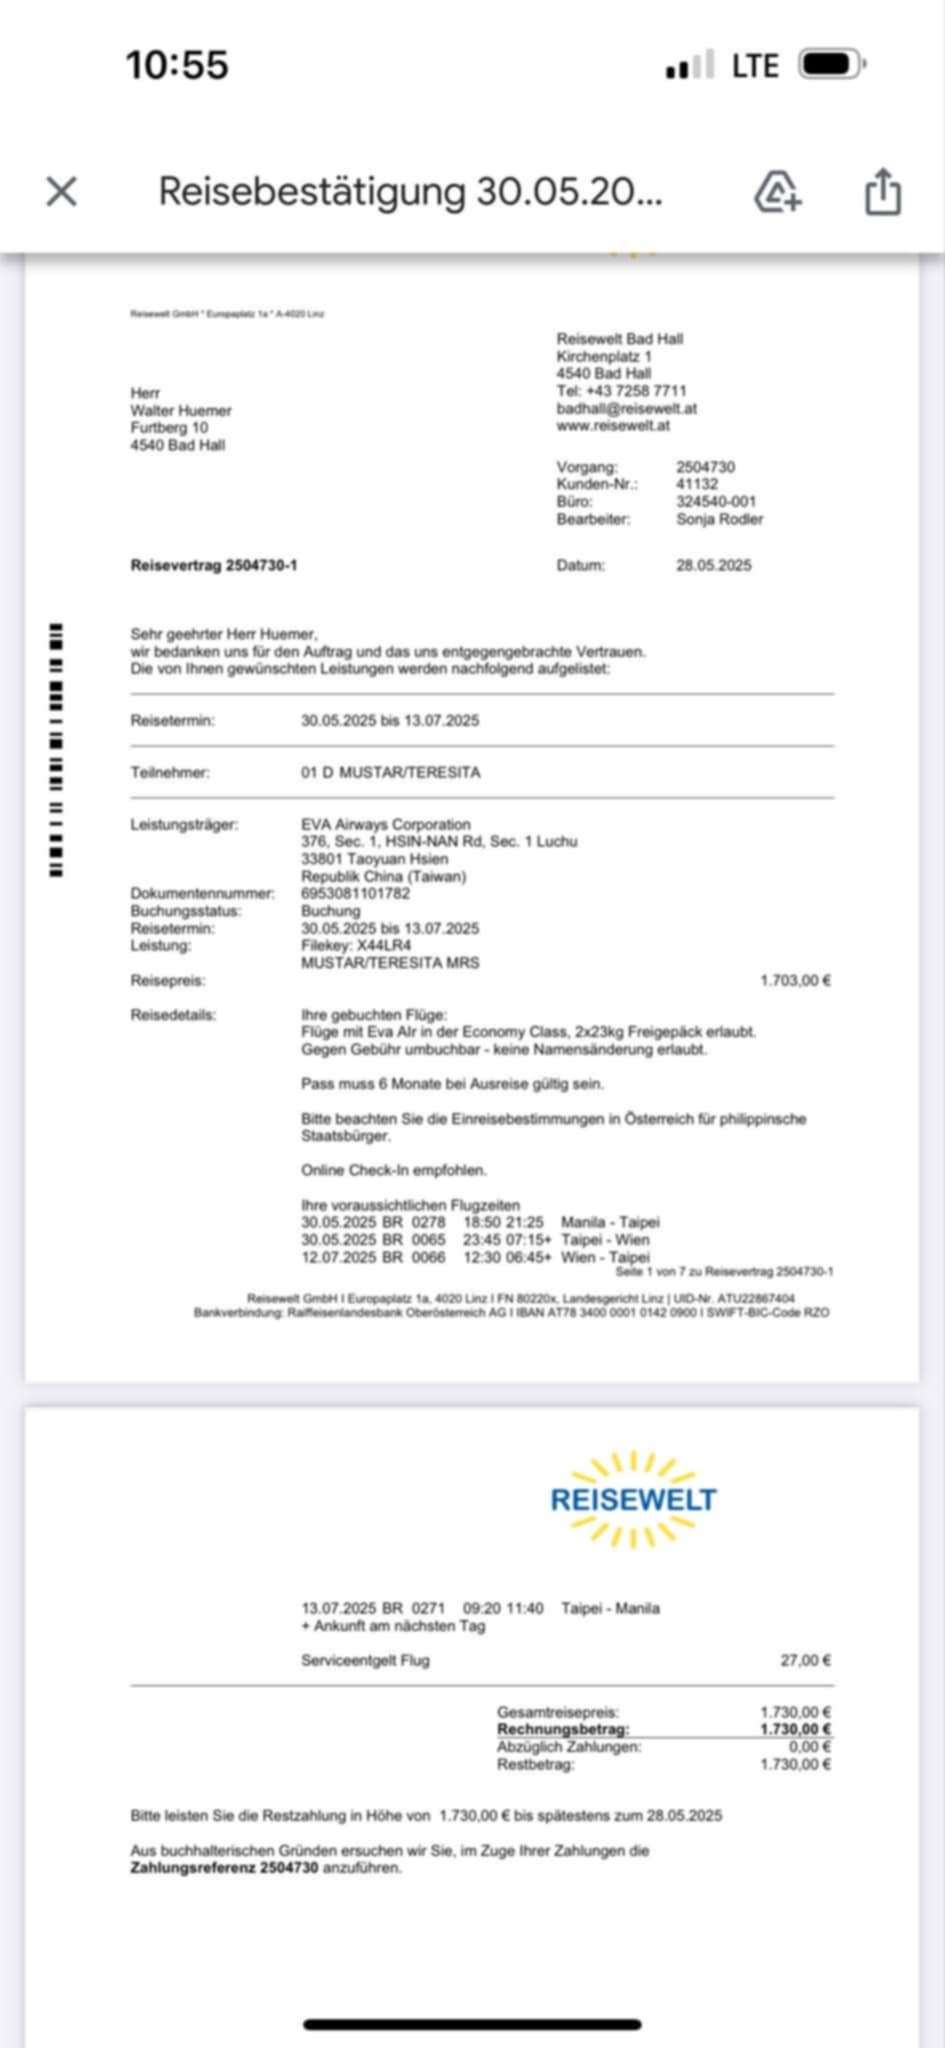 10:55
LTE
Reisebestätigung 30.05.20...
Reisewelt GmbH * Europaplatz 1a * A-4020 Linz
Reisewelt Bad Hall
Kirchenplatz 1
4540 Bad Hall
Tel: +43 7258 7711
badhall@reisewelt.at
www.reisewelt.at
Herr
Walter Huemer
Furtberg 10
4540 Bad Hall
Vorgang: 2504730
Kunden-Nr.: 41132
Büro: 324540-001
Bearbeiter: Sonja Rodler
Reisevertrag 2504730-1 Datum: 28.05.2025
Sehr geehrter Herr Huemer,
wir bedanken uns für den Auftrag und das uns entgegengebrachte Vertrauen.
Die von Ihnen gewünschten Leistungen werden nachfolgend aufgelistet:
Reisetermin: 30.05.2025 bis 13.07.2025
Teilnehmer: 01 D MUSTAR/TERESITA
Leistungsträger: EVA Airways Corporation
376, Sec. 1, HSIN-NAN Rd, Sec. 1 Luchu
33801 Taoyuan Hsien
Republik China (Taiwan)
Dokumentennummer: 6953081101782
Buchungsstatus: Buchung
Reisetermin: 30.05.2025 bis 13.07.2025
Leistung: Filekey: X44LR4
MUSTAR/TERESITA MRS
Reisepreis: 1.703,00 €
Reisedetails: Ihre gebuchten Flüge:
Flüge mit Eva AIr in der Economy Class, 2x23kg Freigepäck erlaubt.
Gegen Gebühr umbuchbar - keine Namensänderung erlaubt.
Pass muss 6 Monate bei Ausreise gültig sein.
Bitte beachten Sie die Einreisebestimmungen in Österreich für philippinsche
Staatsbürger.
Online Check-In empfohlen.
Ihre voraussichtlichen Flugzeiten
30.05.2025 BR 0278 18:50 21:25 Manila - Taipei
30.05.2025 BR 0065 23:45 07:15+ Taipei - Wien
12.07.2025 BR 0066 12:30 06:45+ Wien - Taipei
Seite 1 von 7 zu Reisevertrag 2504730-1
Reisewelt GmbH I Europaplatz 1a, 4020 Linz I FN 80220x, Landesgericht Linz | UID-Nr. ATU22867404
Bankverbindung: Raiffeisenlandesbank Oberösterreich AG I IBAN AT78 3400 0001 0142 0900 I SWIFT-BIC-Code RZO
REISEWELT
13.07.2025 BR 0271 09:20 11:40 Taipei - Manila
+ Ankunft am nächsten Tag
Serviceentgelt Flug 27,00 €
Gesamtreisepreis: 1.730,00 €
Rechnungsbetrag: 1.730,00 €
Abzüglich Zahlungen: 0,00 €
Restbetrag: 1.730,00 €
Bitte leisten Sie die Restzahlung in Höhe von 1.730,00 € bis spätestens zum 28.05.2025
Aus buchhalterischen Gründen ersuchen wir Sie, im Zuge Ihrer Zahlungen die
Zahlungsreferenz 2504730 anzuführen.